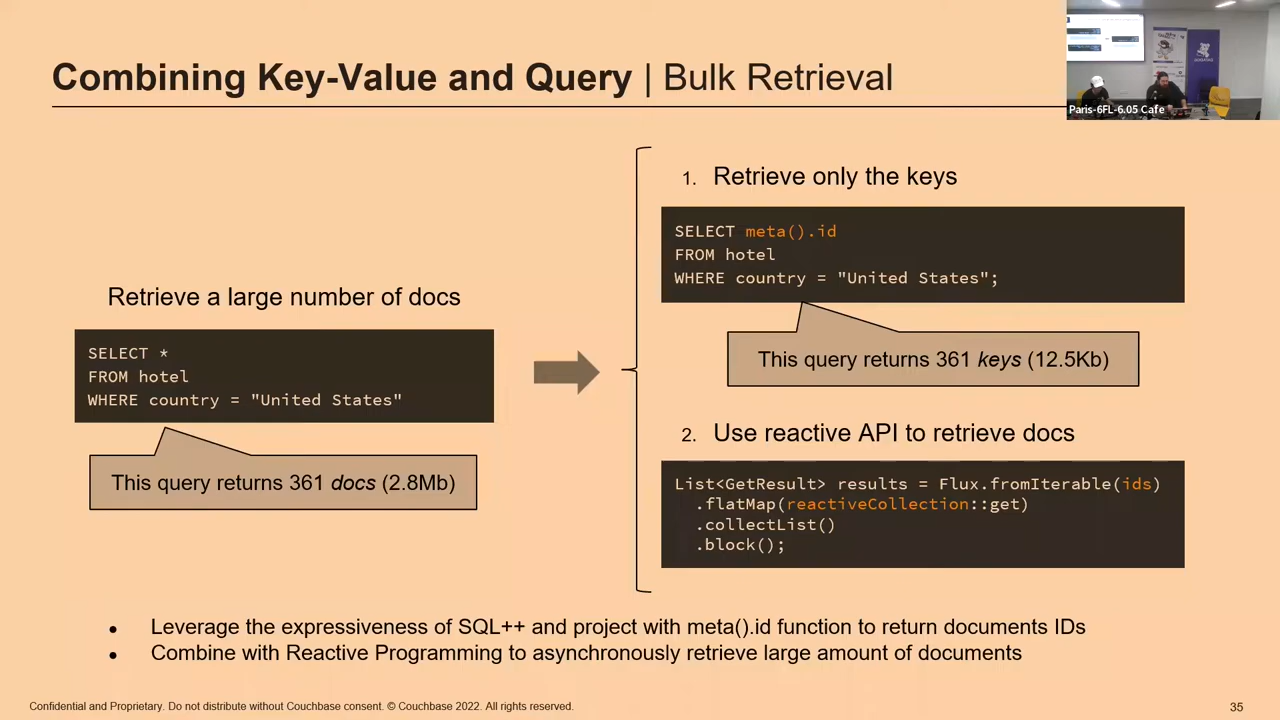 Combining Key-Value and Query | Bulk Retrieval
Paris-6FL-6.05 Cafe
Retrieve a large number of docs
SELECT *
FROM hotel
WHERE country = "United States"
This query returns 361 docs (2.8Mb)
1. Retrieve only the keys
SELECT meta().id
FROM hotel
WHERE country = "United States";
This query returns 361 keys (12.5Kb)
2. Use reactive API to retrieve docs
List<GetResult> results = Flux.fromIterable(ids)
.flatMap(reactiveCollection::get)
.collectList()
.block();
● Leverage the expressiveness of SQL++ and project with meta().id function to return documents IDs
● Combine with Reactive Programming to asynchronously retrieve large amount of documents
Confidential and Proprietary. Do not distribute without Couchbase consent. © Couchbase 2022. All rights reserved.
35